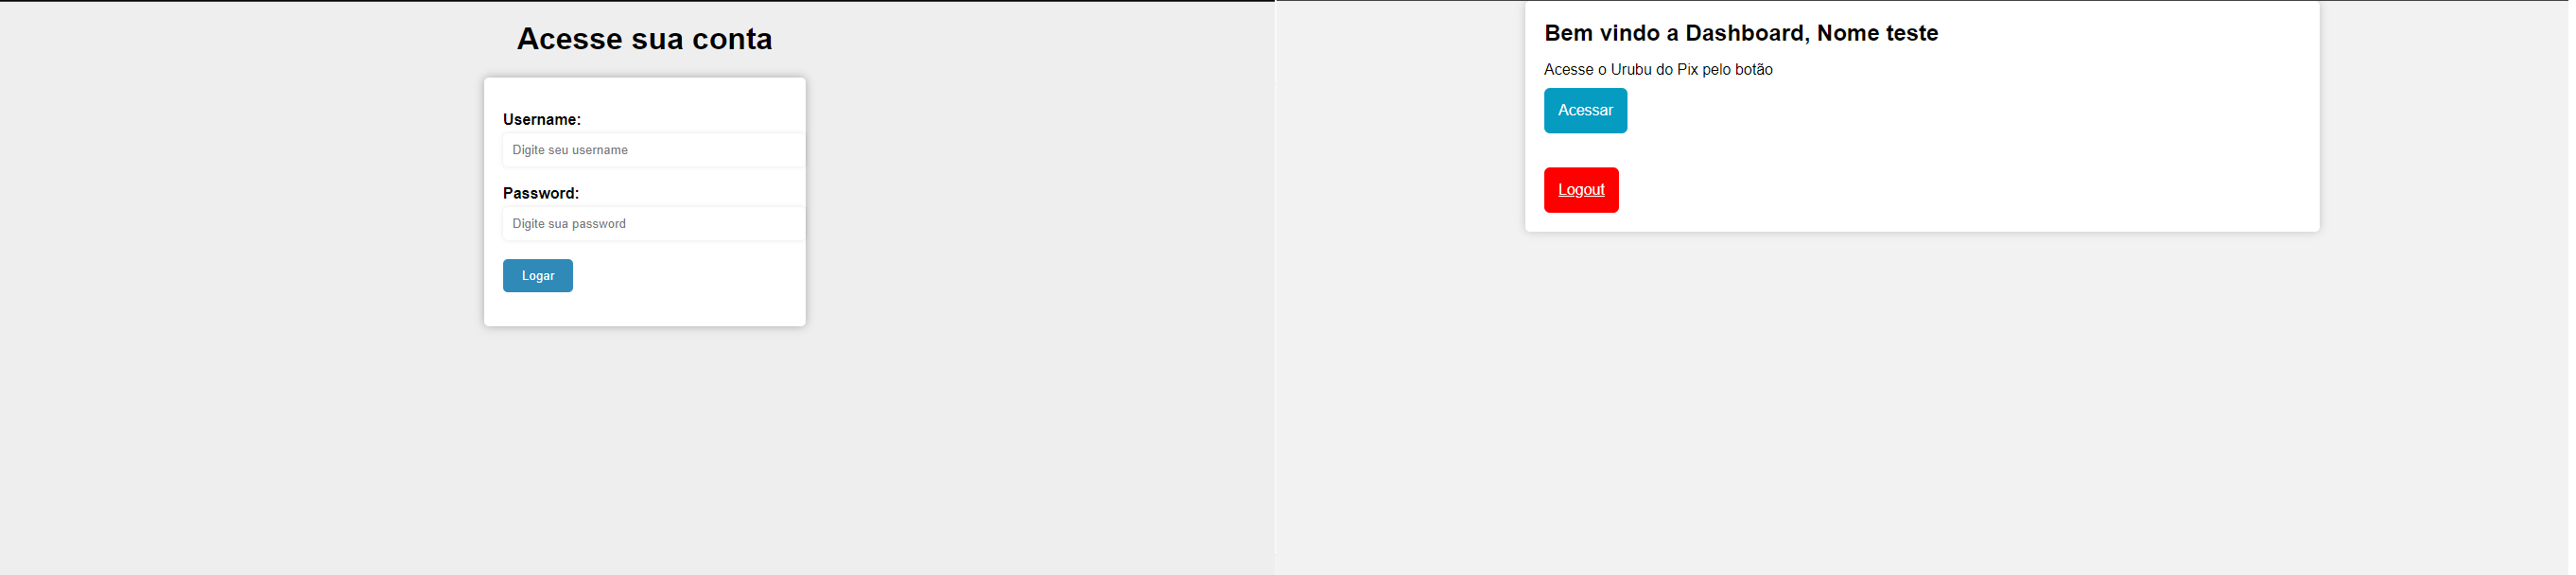 Acesse sua conta
Username:
Digite seu username
Password:
Digite sua password
Logar
Bem vindo a Dashboard, Nome teste
Acesse o Urubu do Pix pelo botão
Acessar
Logout